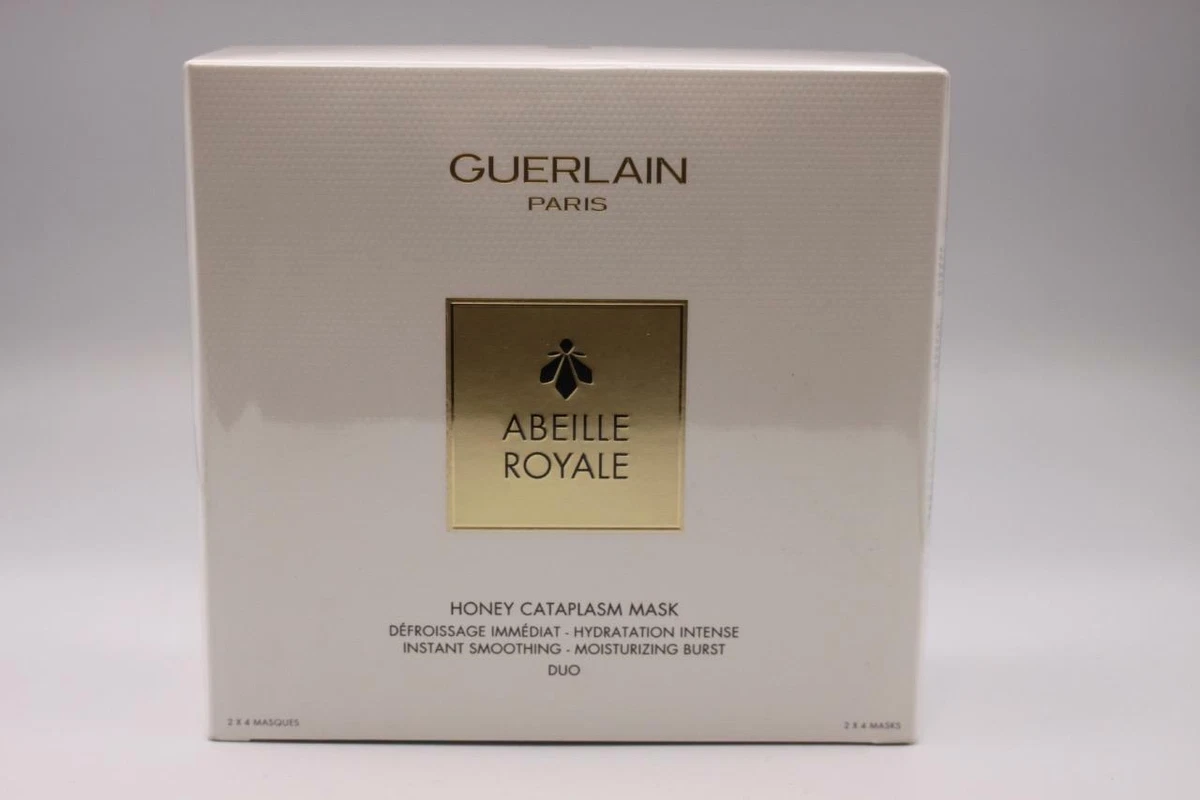 GUERLAIN
PARIS
ABEILLE
ROYALE
HONEY CATAPLASM MASK
DÉFROISSAGE IMMÉDIAT - HYDRATATION INTENSE
INSTANT SMOOTHING - MOISTURIZING BURST
DUO
2 X 4 MASQUES
2 X 4 MASKS